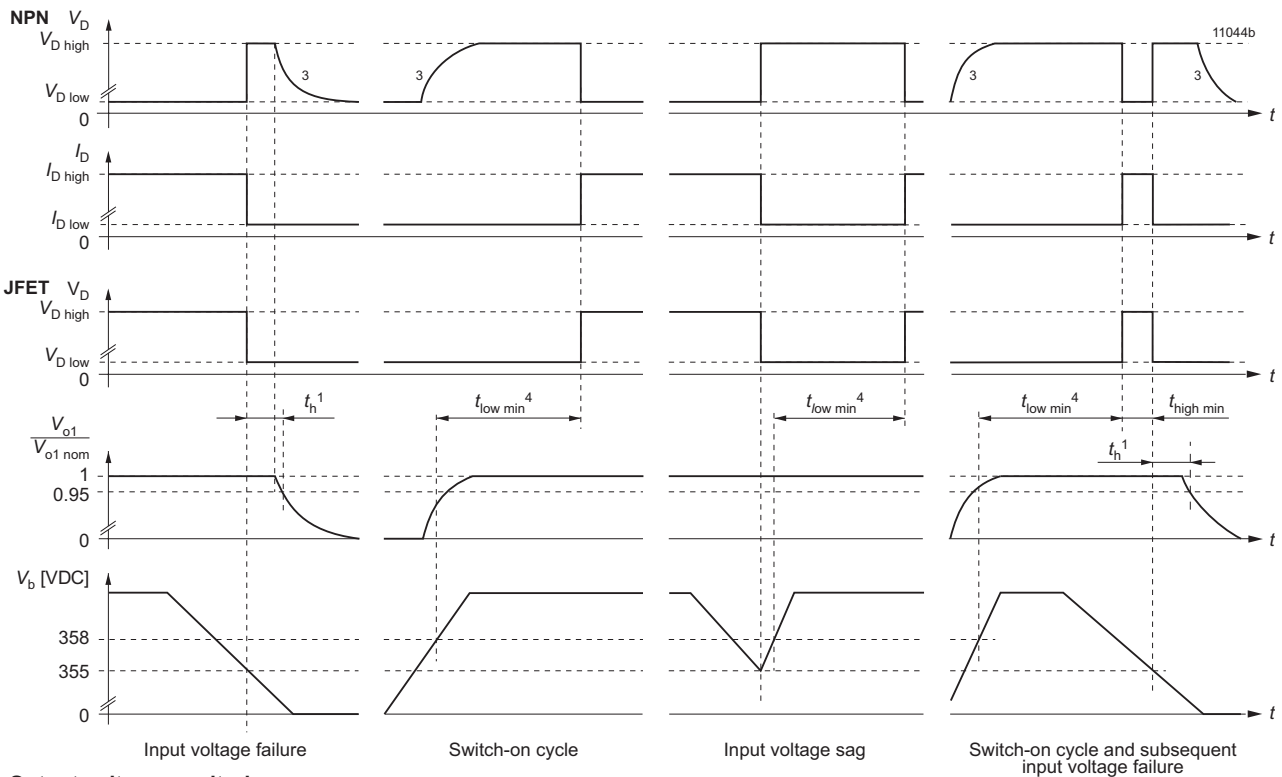 NPN V_D
11044b
V_D high
3 3 3 3
V_D low
0
t
I_D
I_D high
I_D low
0
t
JFET V_D
V_D high
V_D low
0
t
t_h^1 t_low min^4 t_low min^4 t_low min^4 t_high min
V_o1
V_o1 nom
t_h^1
1
0.95
0
t
V_b [VDC]
358
355
0
t
Input voltage failure Switch-on cycle Input voltage sag Switch-on cycle and subsequent
input voltage failure